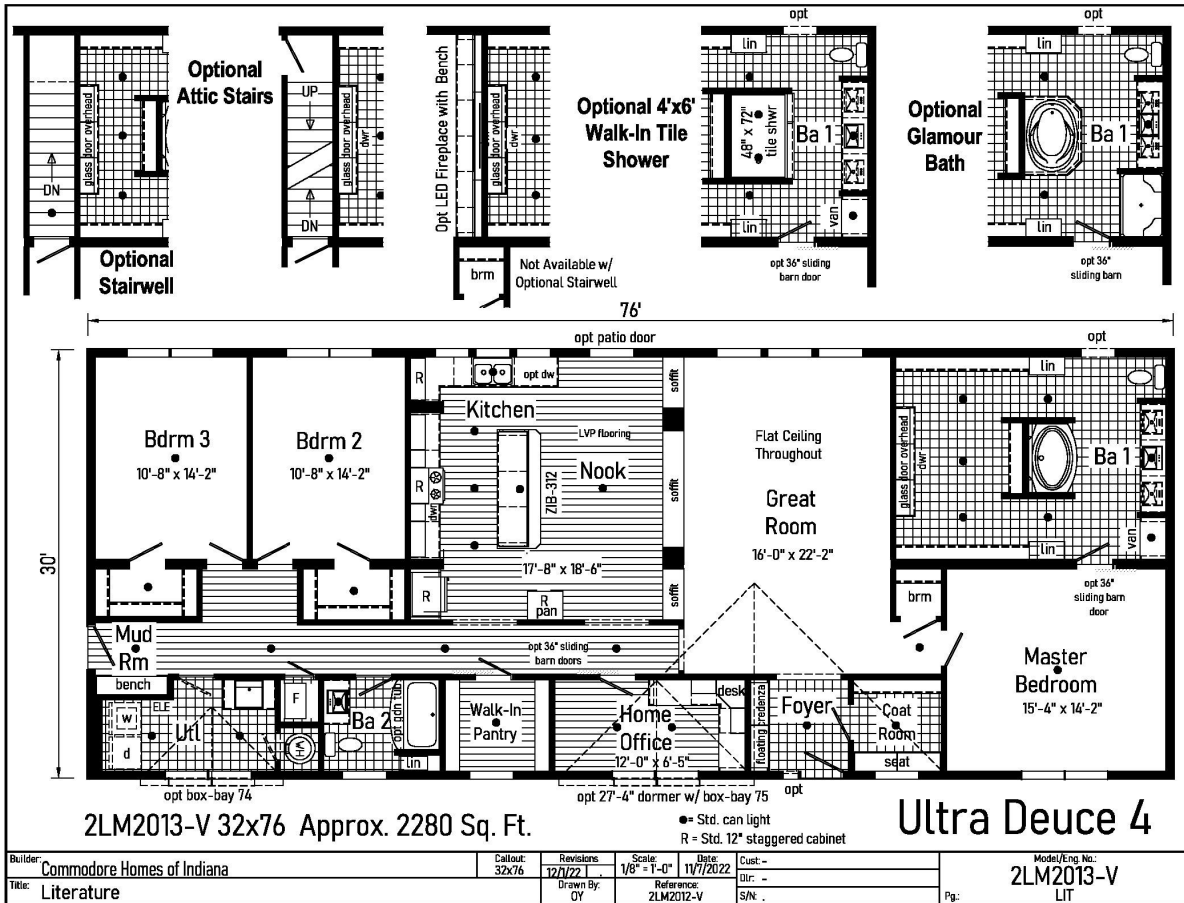 opt
opt
lin
lin
Optional
Attic Stairs
UP
DN
DN
glass door overhead
glass door overhead
dwr
Opt LED Fireplace with Bench
glass door overhead
dwr
Optional 4'x6'
Walk-In Tile
Shower
48" x 72"
tile shwr
Ba 1
Optional
Glamour
Bath
Ba 1
van
lin
lin
Optional
Stairwell
brm
Not Available w/
Optional Stairwell
opt 36" sliding
barn door
opt 36"
sliding barn
76'
opt patio door
opt
30'
R
opt dw
soffit
lin
Kitchen
Bdrm 3
10'-8" x 14'-2"
Bdrm 2
10'-8" x 14'-2"
LVP flooring
Nook
ZIB-312
R
dwr
soffit
Flat Ceiling
Throughout
Great
Room
16'-0" x 22'-2"
glass door overhead
dwr
Ba 1
van
lin
17'-8" x 18'-6"
R
R
pan
soffit
brm
opt 36"
sliding barn
door
Mud
Rm
bench
opt 36" sliding
barn doors
Master
Bedroom
15'-4" x 14'-2"
ELE
W
d
Utl
F
WH
Ba 2
opt gdn tub
lin
Walk-In
Pantry
desk
Home
Office
12'-0" x 6'-5"
floating credenza
Foyer
Coat
Room
seat
opt box-bay 74
opt 27'-4" dormer w/ box-bay 75
opt
2LM2013-V 32x76 Approx. 2280 Sq. Ft.
●= Std. can light
R = Std. 12" staggered cabinet
Ultra Deuce 4
Builder: Commodore Homes of Indiana
Callout: 32x76
Revisions 12/1/22 .
Scale: 1/8" = 1'-0"
Date: 11/7/2022
Cust: -
Dlr: -
S/N: .
Model/Eng. No.: 2LM2013-V
Title: Literature
Drawn By: OY
Reference: 2LM2012-V
Pg.: LIT